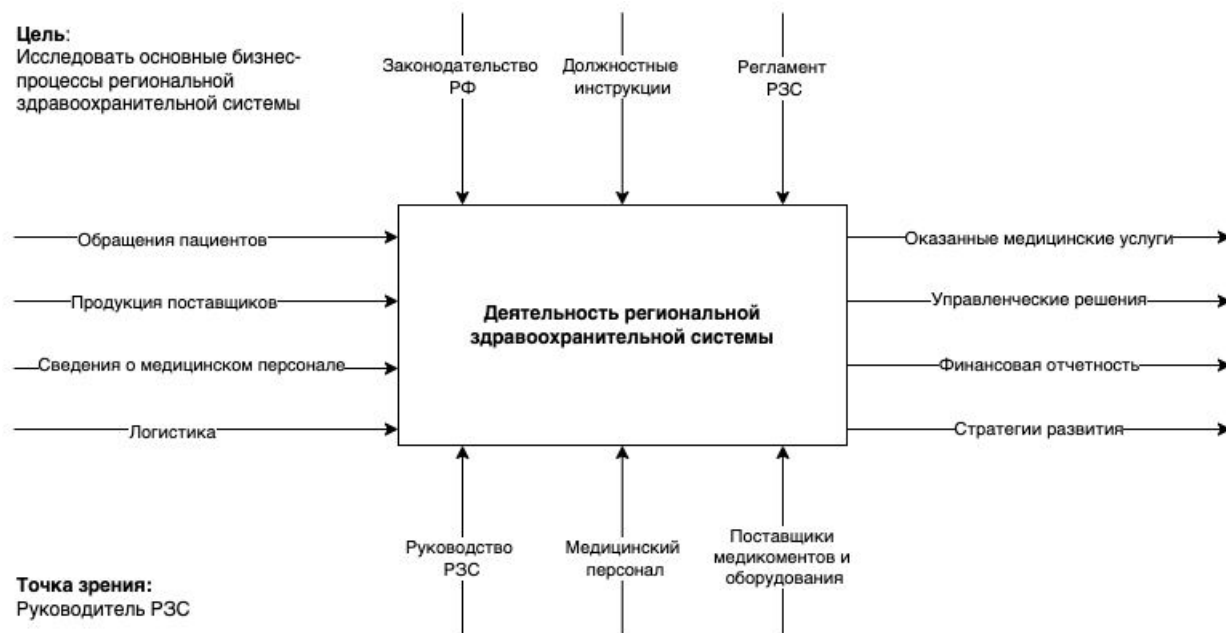 Цель:
Исследовать основные бизнес-
процессы региональной
здравоохранительной системы
Законодательство
РФ
Должностные
инструкции
Регламент
РЗС
Обращения пациентов
Продукция поставщиков
Сведения о медицинском персонале
Логистика
Деятельность региональной
здравоохранительной системы
Оказанные медицинские услуги
Управленческие решения
Финансовая отчетность
Стратегии развития
Руководство
РЗС
Медицинский
персонал
Поставщики
медикоментов и
оборудования
Точка зрения:
Руководитель РЗС